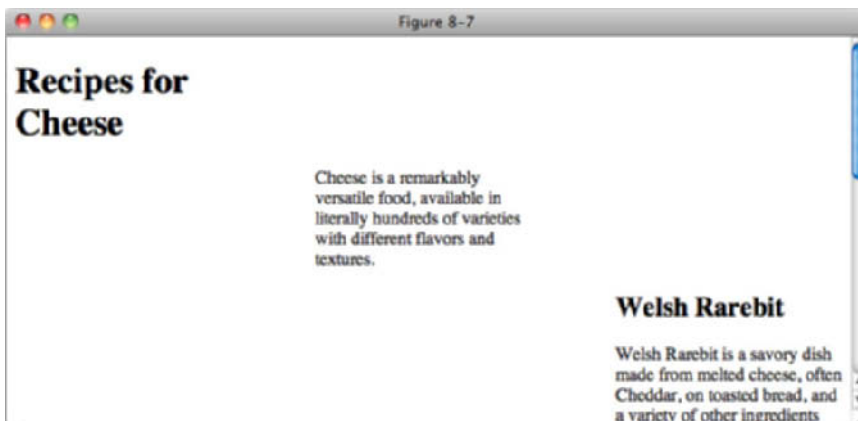 Figure 8-7
Recipes for
Cheese
Cheese is a remarkably
versatile food, available in
literally hundreds of varieties
with different flavors and
textures.
Welsh Rarebit
Welsh Rarebit is a savory dish
made from melted cheese, often
Cheddar, on toasted bread, and
a variety of other ingredients